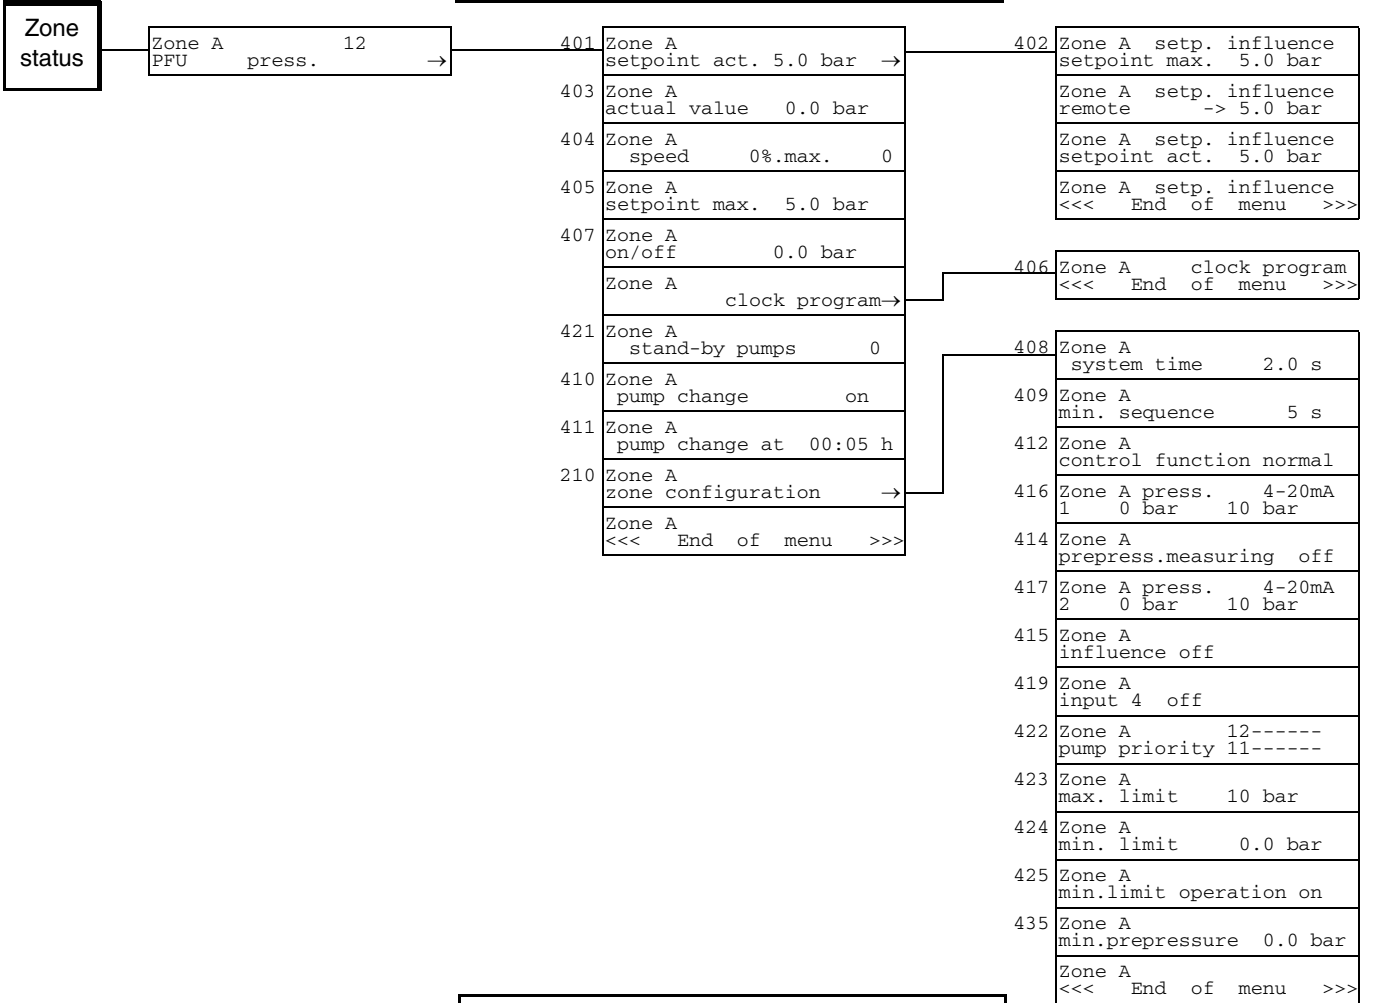 Zone
status
Zone A 12
PFU press. →
401 Zone A
setpoint act. 5.0 bar →
403 Zone A
actual value 0.0 bar
404 Zone A
speed 0%.max. 0
405 Zone A
setpoint max. 5.0 bar
407 Zone A
on/off 0.0 bar
Zone A
clock program→
421 Zone A
stand-by pumps 0
410 Zone A
pump change on
411 Zone A
pump change at 00:05 h
210 Zone A
zone configuration →
Zone A
<<< End of menu >>>
402 Zone A setp. influence
setpoint max. 5.0 bar
Zone A setp. influence
remote -> 5.0 bar
Zone A setp. influence
setpoint act. 5.0 bar
Zone A setp. influence
<<< End of menu >>>
406 Zone A clock program
<<< End of menu >>>
408 Zone A
system time 2.0 s
409 Zone A
min. sequence 5 s
412 Zone A
control function normal
416 Zone A press. 4-20mA
1 0 bar 10 bar
414 Zone A
prepress.measuring off
417 Zone A press. 4-20mA
2 0 bar 10 bar
415 Zone A
influence off
419 Zone A
input 4 off
422 Zone A 12------
pump priority 11------
423 Zone A
max. limit 10 bar
424 Zone A
min. limit 0.0 bar
425 Zone A
min.limit operation on
435 Zone A
min.prepressure 0.0 bar
Zone A
<<< End of menu >>>